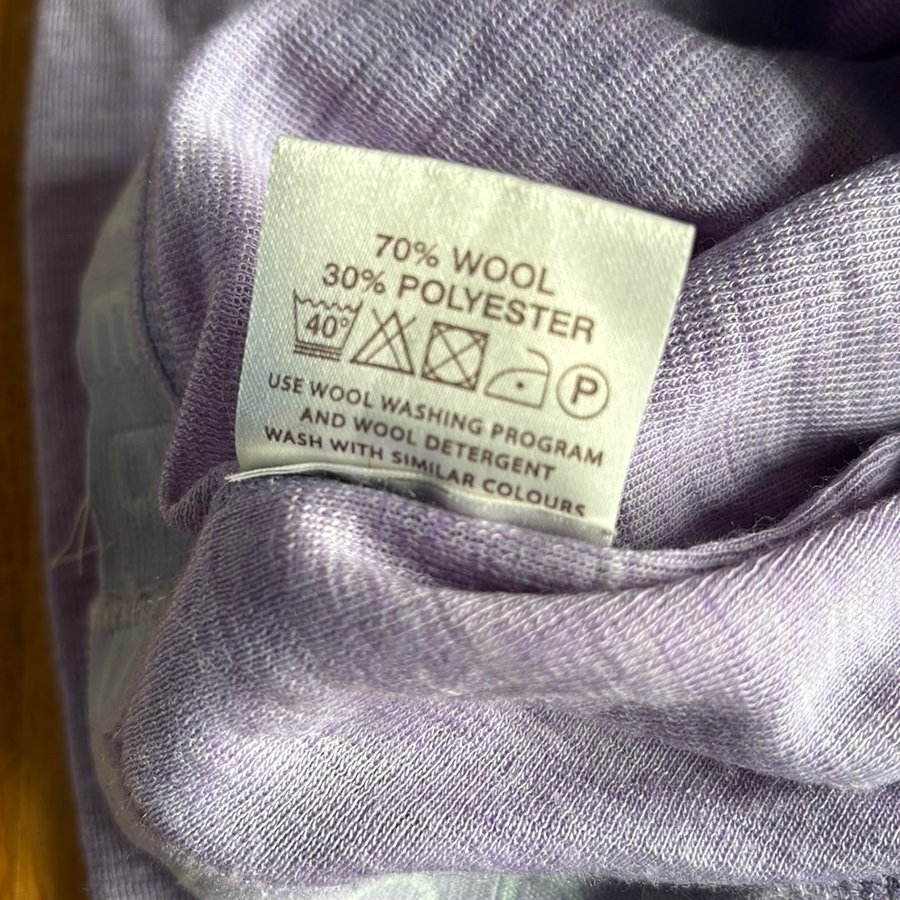 70% WOOL
30% POLYESTER
40° P
USE WOOL WASHING PROGRAM
AND WOOL DETERGENT
WASH WITH SIMILAR COLOURS